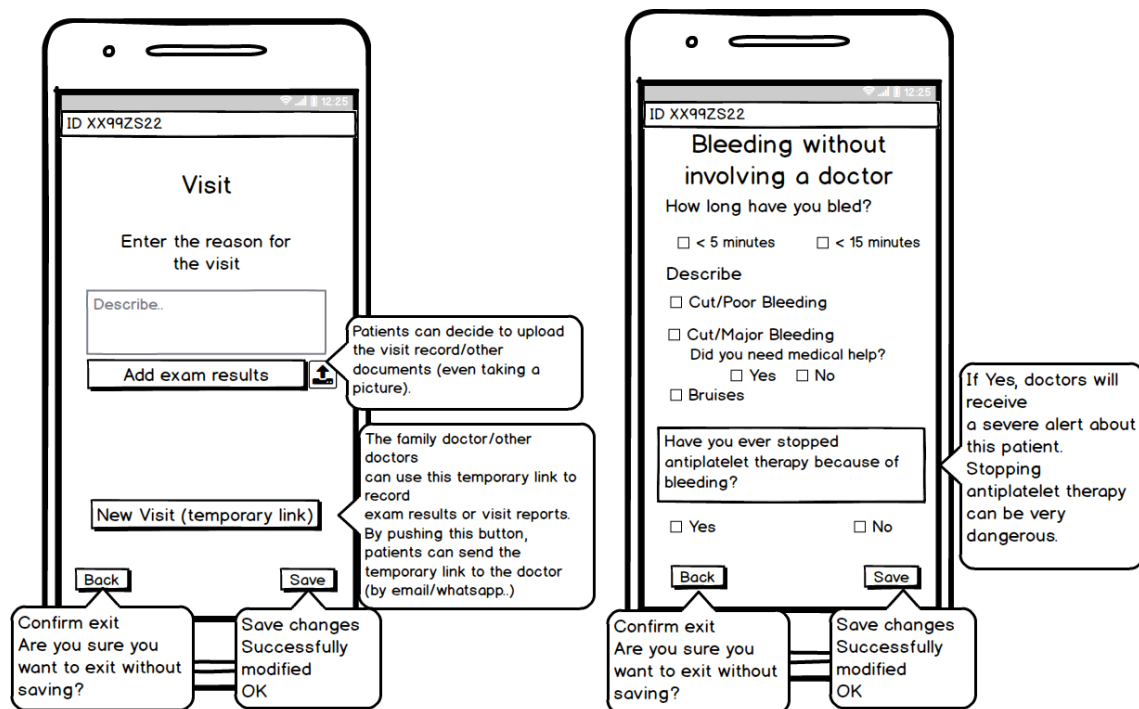 12:25
ID XX99ZS22
Visit
Enter the reason for
the visit
Describe..
Add exam results
Patients can decide to upload
the visit record/other
documents (even taking a
picture).
The family doctor/other
doctors
can use this temporary link to
record
exam results or visit reports.
By pushing this button,
patients can send the
temporary link to the doctor
(by email/whatsapp..)
New Visit (temporary link)
Back
Save
Confirm exit
Are you sure you
want to exit without
saving?
Save changes
Successfully
modified
OK
12:25
ID XX99ZS22
Bleeding without
involving a doctor
How long have you bled?
< 5 minutes
< 15 minutes
Describe
Cut/Poor Bleeding
Cut/Major Bleeding
Did you need medical help?
Yes
No
Bruises
Have you ever stopped
antiplatelet therapy because of
bleeding?
Yes
No
If Yes, doctors will
receive
a severe alert about
this patient.
Stopping
antiplatelet therapy
can be very
dangerous.
Back
Save
Confirm exit
Are you sure you
want to exit without
saving?
Save changes
Successfully
modified
OK